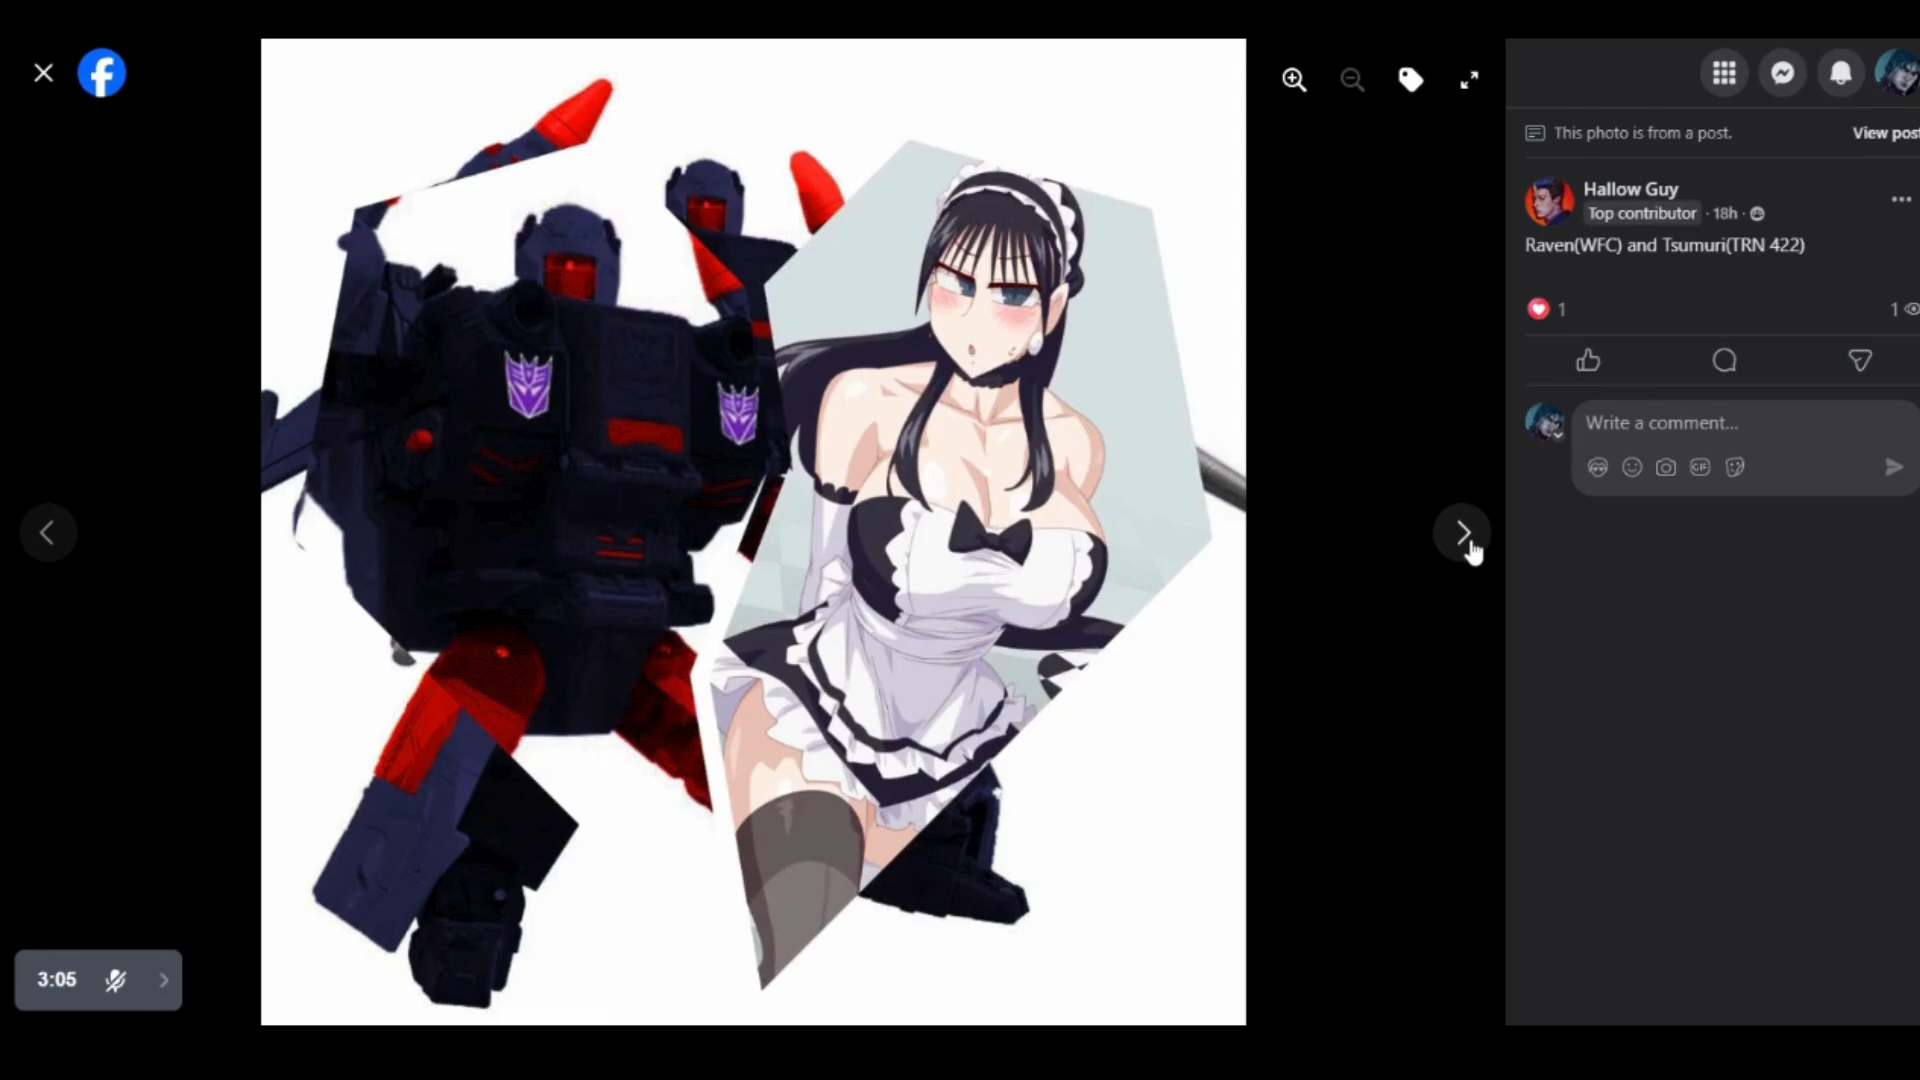 This photo is from a post.
View post
Hallow Guy
Top contributor · 18h ·
Raven(WFC) and Tsumuri(TRN 422)
1
1
Write a comment...
GIF
3:05